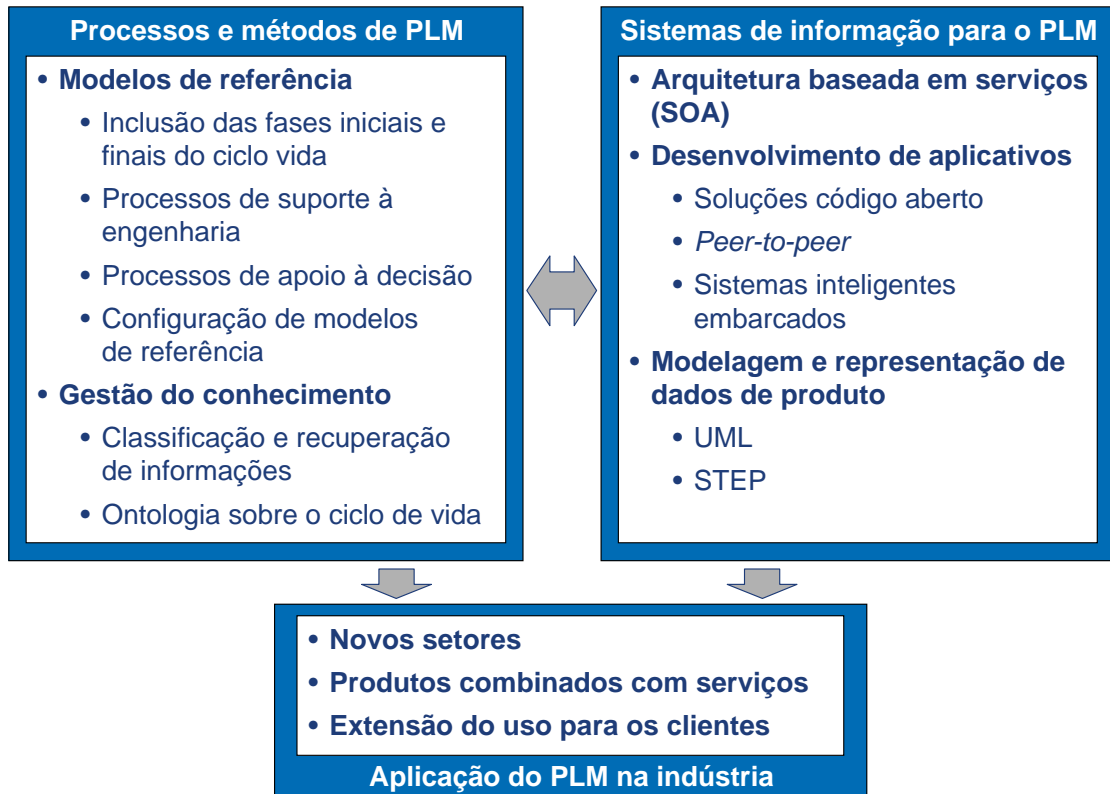 Processos e métodos de PLM
• Modelos de referência
• Inclusão das fases iniciais e
finais do ciclo vida
• Processos de suporte à
engenharia
• Processos de apoio à decisão
• Configuração de modelos
de referência
• Gestão do conhecimento
• Classificação e recuperação
de informações
• Ontologia sobre o ciclo de vida
Sistemas de informação para o PLM
• Arquitetura baseada em serviços
(SOA)
• Desenvolvimento de aplicativos
• Soluções código aberto
• Peer-to-peer
• Sistemas inteligentes
embarcados
• Modelagem e representação de
dados de produto
• UML
• STEP
• Novos setores
• Produtos combinados com serviços
• Extensão do uso para os clientes
Aplicação do PLM na indústria